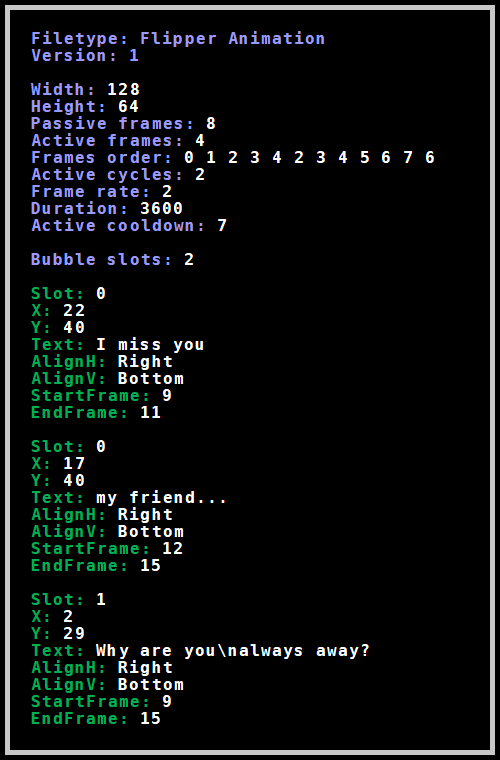 Filetype: Flipper Animation
Version: 1
Width: 128
Height: 64
Passive frames: 8
Active frames: 4
Frames order: 0 1 2 3 4 2 3 4 5 6 7 6
Active cycles: 2
Frame rate: 2
Duration: 3600
Active cooldown: 7
Bubble slots: 2
Slot: 0
X: 22
Y: 40
Text: I miss you
AlignH: Right
AlignV: Bottom
StartFrame: 9
EndFrame: 11
Slot: 0
X: 17
Y: 40
Text: my friend...
AlignH: Right
AlignV: Bottom
StartFrame: 12
EndFrame: 15
Slot: 1
X: 2
Y: 29
Text: Why are you\nalways away?
AlignH: Right
AlignV: Bottom
StartFrame: 9
EndFrame: 15